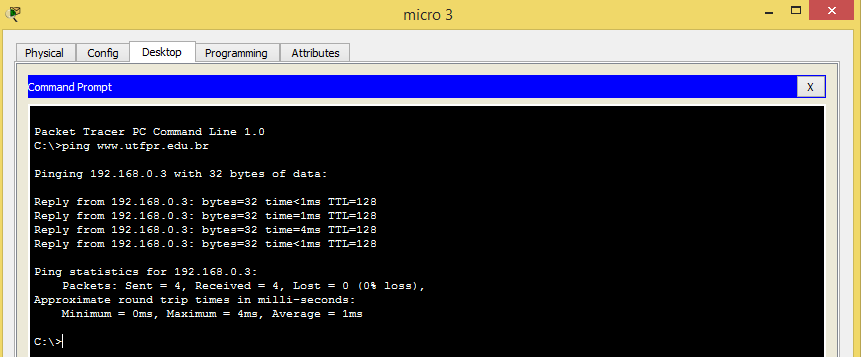 micro 3
Physical Config Desktop Programming Attributes
Command Prompt X
Packet Tracer PC Command Line 1.0
C:\>ping www.utfpr.edu.br
Pinging 192.168.0.3 with 32 bytes of data:
Reply from 192.168.0.3: bytes=32 time<1ms TTL=128
Reply from 192.168.0.3: bytes=32 time=1ms TTL=128
Reply from 192.168.0.3: bytes=32 time=4ms TTL=128
Reply from 192.168.0.3: bytes=32 time<1ms TTL=128
Ping statistics for 192.168.0.3:
Packets: Sent = 4, Received = 4, Lost = 0 (0% loss),
Approximate round trip times in milli-seconds:
Minimum = 0ms, Maximum = 4ms, Average = 1ms
C:\>